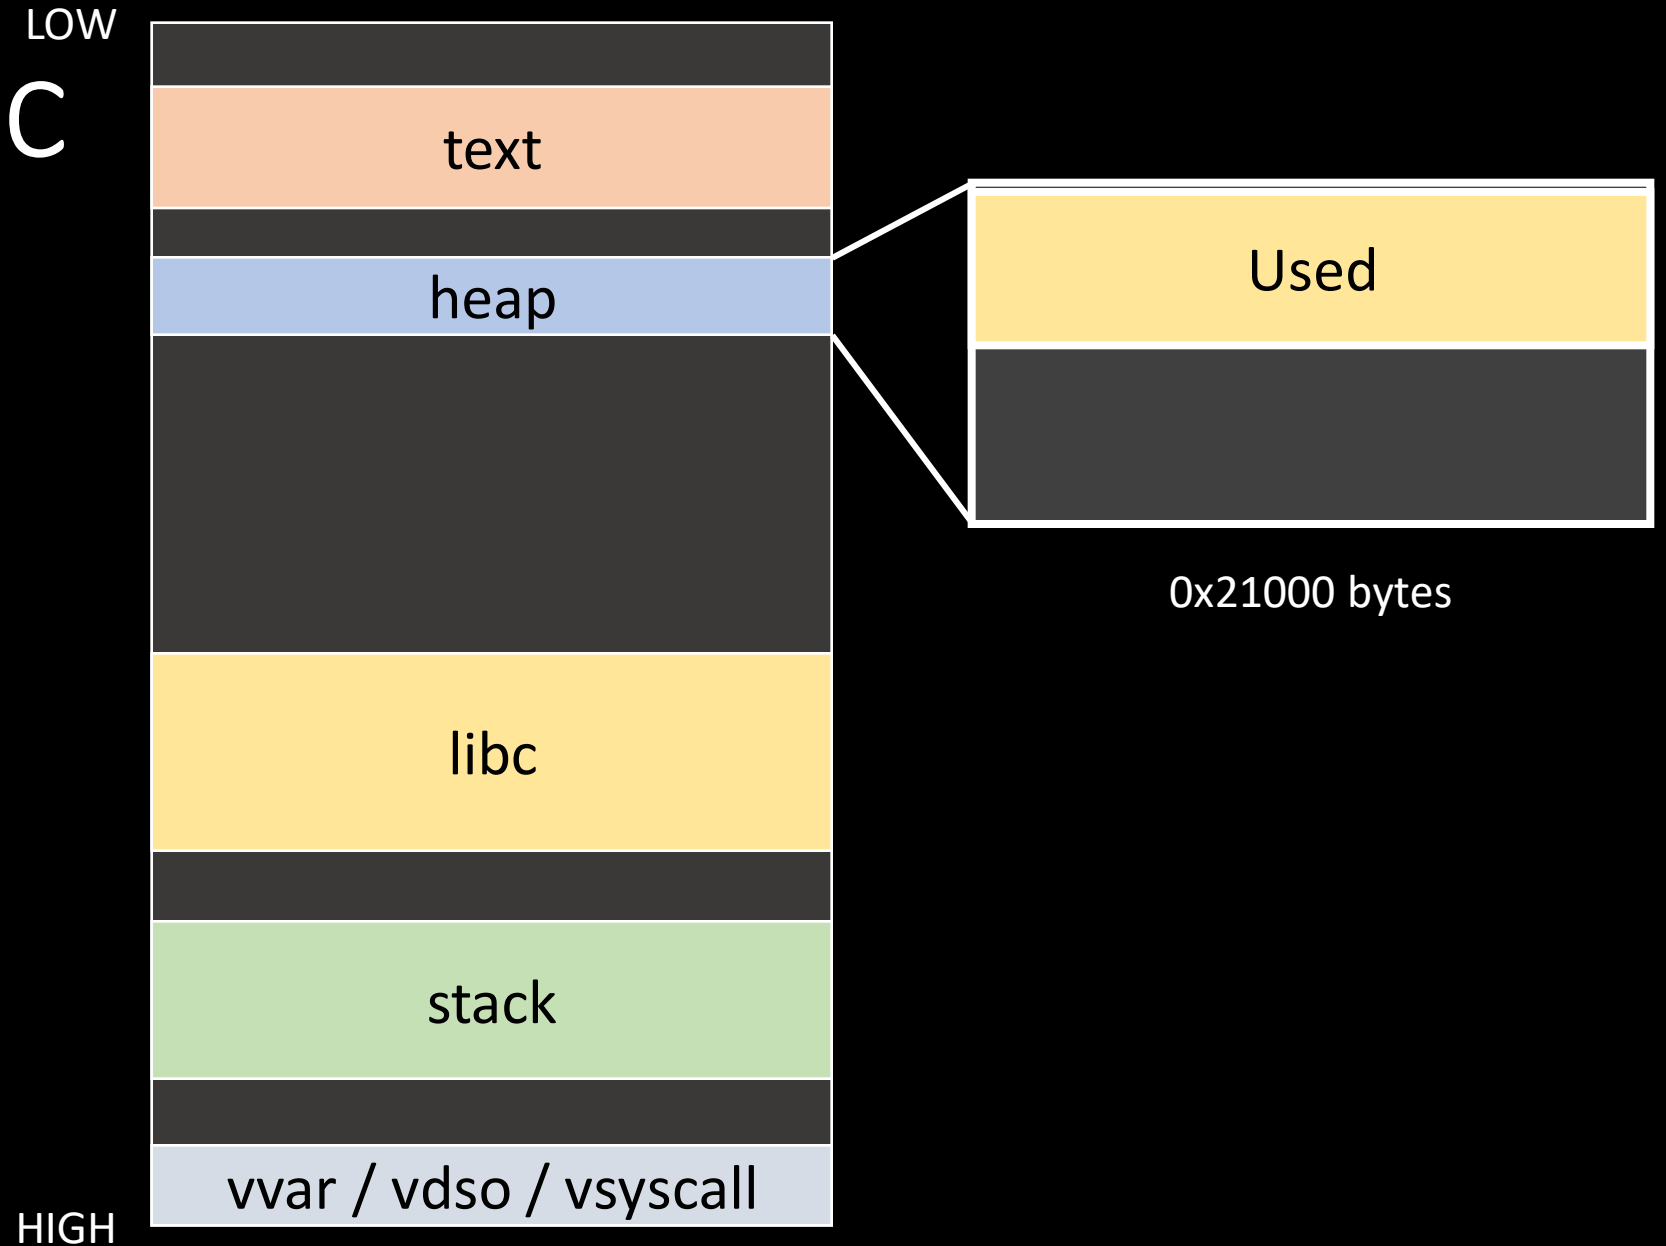 LOW
C
text
heap
Used
0x21000 bytes
libc
stack
vvar / vdso / vsyscall
HIGH